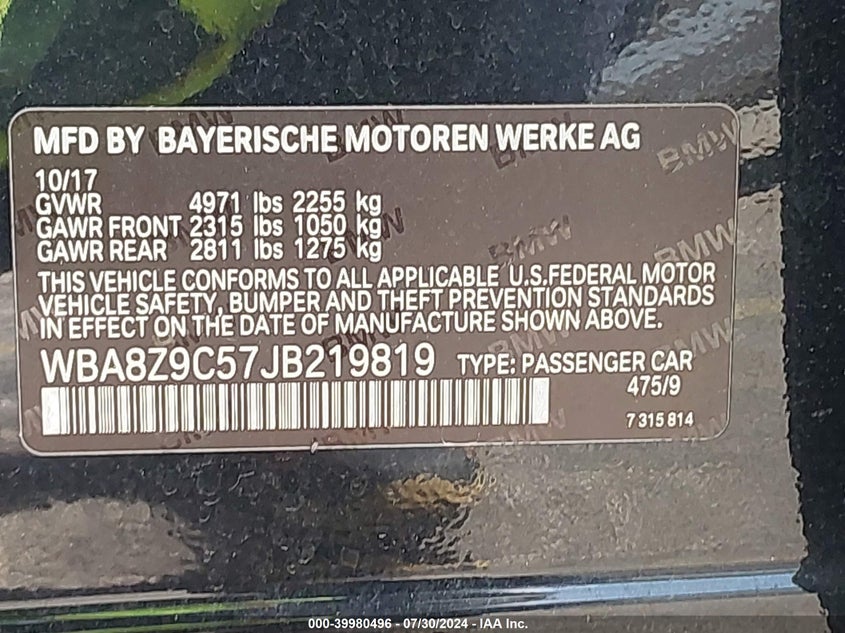 MFD BY BAYERISCHE MOTOREN WERKE AG
10/17
GVWR 4971 lbs 2255 kg
GAWR FRONT 2315 lbs 1050 kg
GAWR REAR 2811 lbs 1275 kg
THIS VEHICLE CONFORMS TO ALL APPLICABLE U.S.FEDERAL MOTOR
VEHICLE SAFETY, BUMPER AND THEFT PREVENTION STANDARDS
IN EFFECT ON THE DATE OF MANUFACTURE SHOWN ABOVE.
WBA8Z9C57JB219819 TYPE: PASSENGER CAR
475/9
7 315 814
000-39980496 - 07/30/2024 - IAA Inc.